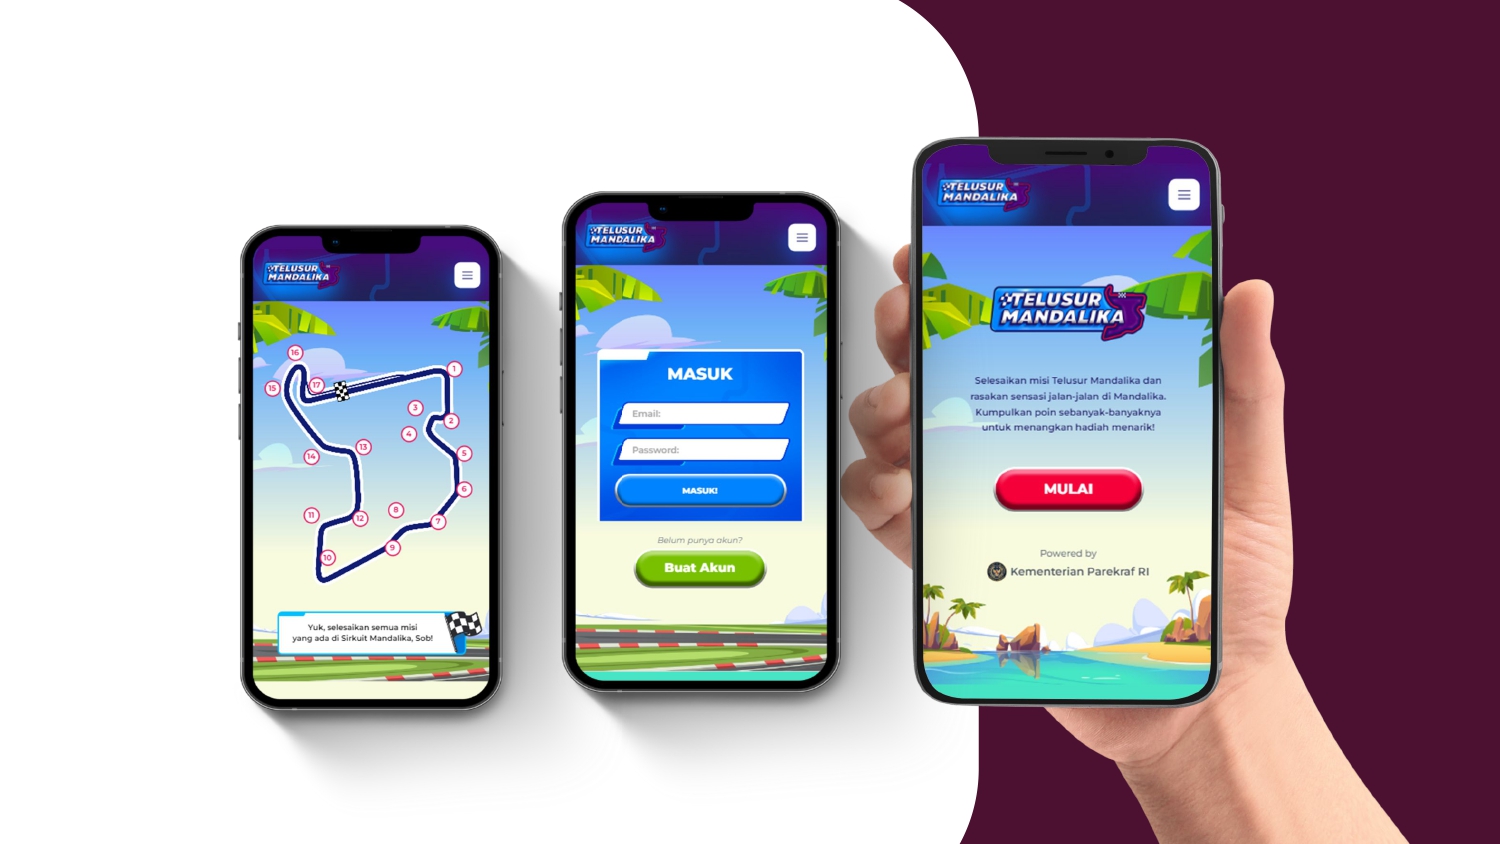 TELUSUR
MANDALIKA
16
15
17
1
3
2
4
13
14
5
6
8
11
12
7
9
10
Yuk, selesaikan semua misi
yang ada di Sirkuit Mandalika, Sob!
TELUSUR
MANDALIKA
MASUK
Email:
Password:
MASUK!
Belum punya akun?
Buat Akun
TELUSUR
MANDALIKA
TELUSUR
MANDALIKA
Selesaikan misi Telusur Mandalika dan
rasakan sensasi jalan-jalan di Mandalika.
Kumpulkan poin sebanyak-banyaknya
untuk menangkan hadiah menarik!
MULAI
Powered by
Kementerian Parekraf RI